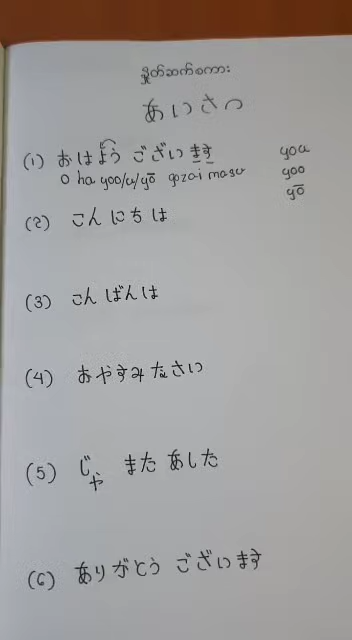 နှုတ်ဆက်စကား
あいさつ
(1) おはよう ございます you
o ha yoo/u/yō gozai masu yoo
yō
(2) こんにちは
(3) こんばんは
(4) おやすみなさい
(5) じゃ また あした
(6) ありがとう ございます